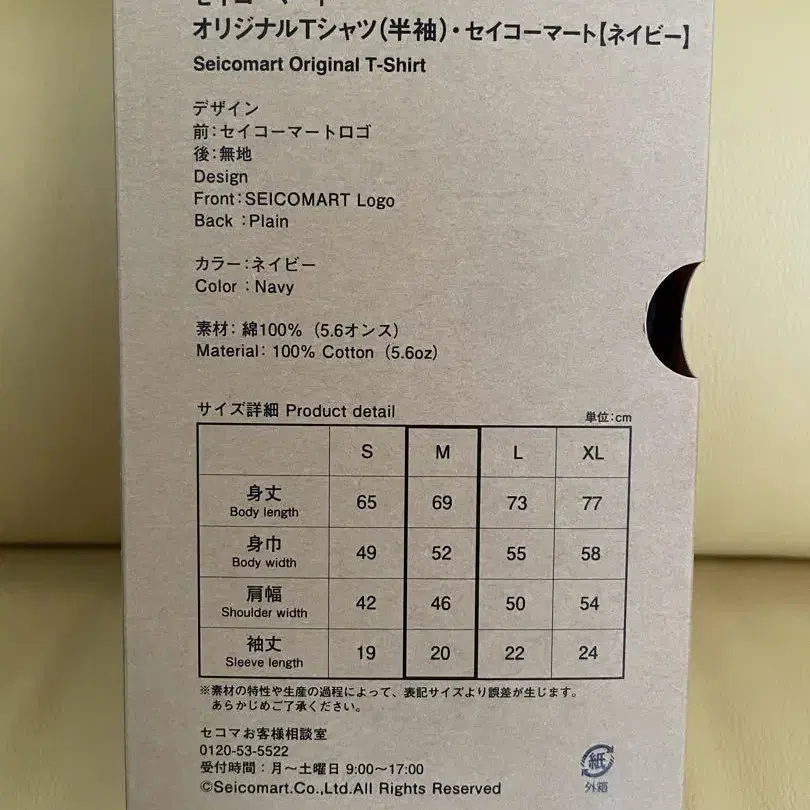 セイコーマート
オリジナルTシャツ(半袖)・セイコーマート【ネイビー】
Seicomart Original T-Shirt
デザイン
前:セイコーマートロゴ
後:無地
Design
Front:SEICOMART Logo
Back :Plain
カラー:ネイビー
Color :Navy
素材: 綿100% (5.6オンス)
Material: 100% Cotton (5.6oz)
サイズ詳細 Product detail
単位:cm
S M L XL
身丈
Body length
65 69 73 77
身巾
Body width
49 52 55 58
肩幅
Shoulder width
42 46 50 54
袖丈
Sleeve length
19 20 22 24
※素材の特性や生産の過程によって、表記サイズより誤差が生じます。
あらかじめご了承ください。
セコマお客様相談室
0120-53-5522
受付時間:月〜土曜日 9:00〜17:00
©Seicomart.Co.,Ltd.All Rights Reserved
紙
外箱